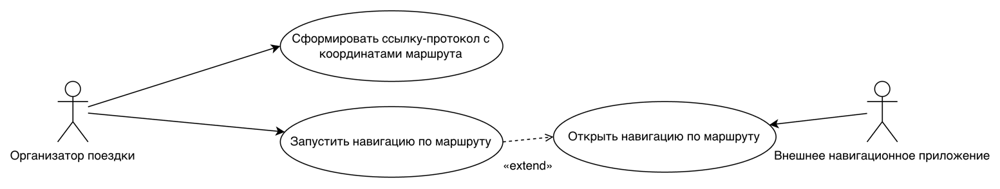 Сформировать ссылку-протокол с
координатами маршрута
Организатор поездки
Запустить навигацию по маршруту
«extend»
Открыть навигацию по маршруту
Внешнее навигационное приложение